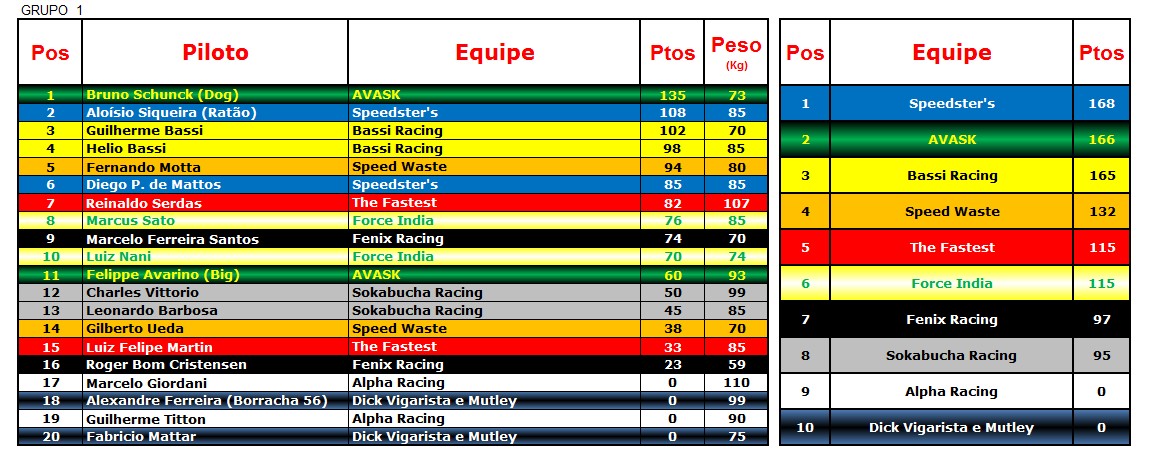 GRUPO 1
Pos Piloto Equipe Ptos Peso (Kg)
1 Bruno Schunck (Dog) AVASK 135 73
2 Aloísio Siqueira (Ratão) Speedster's 108 85
3 Guilherme Bassi Bassi Racing 102 70
4 Helio Bassi Bassi Racing 98 85
5 Fernando Motta Speed Waste 94 80
6 Diego P. de Mattos Speedster's 85 85
7 Reinaldo Serdas The Fastest 82 107
8 Marcus Sato Force India 76 85
9 Marcelo Ferreira Santos Fenix Racing 74 70
10 Luiz Nani Force India 70 74
11 Felippe Avarino (Big) AVASK 60 93
12 Charles Vittorio Sokabucha Racing 50 99
13 Leonardo Barbosa Sokabucha Racing 45 85
14 Gilberto Ueda Speed Waste 38 70
15 Luiz Felipe Martin The Fastest 33 85
16 Roger Bom Cristensen Fenix Racing 23 59
17 Marcelo Giordani Alpha Racing 0 110
18 Alexandre Ferreira (Borracha 56) Dick Vigarista e Mutley 0 99
19 Guilherme Titton Alpha Racing 0 90
20 Fabricio Mattar Dick Vigarista e Mutley 0 75
Pos Equipe Ptos
1 Speedster's 168
2 AVASK 166
3 Bassi Racing 165
4 Speed Waste 132
5 The Fastest 115
6 Force India 115
7 Fenix Racing 97
8 Sokabucha Racing 95
9 Alpha Racing 0
10 Dick Vigarista e Mutley 0